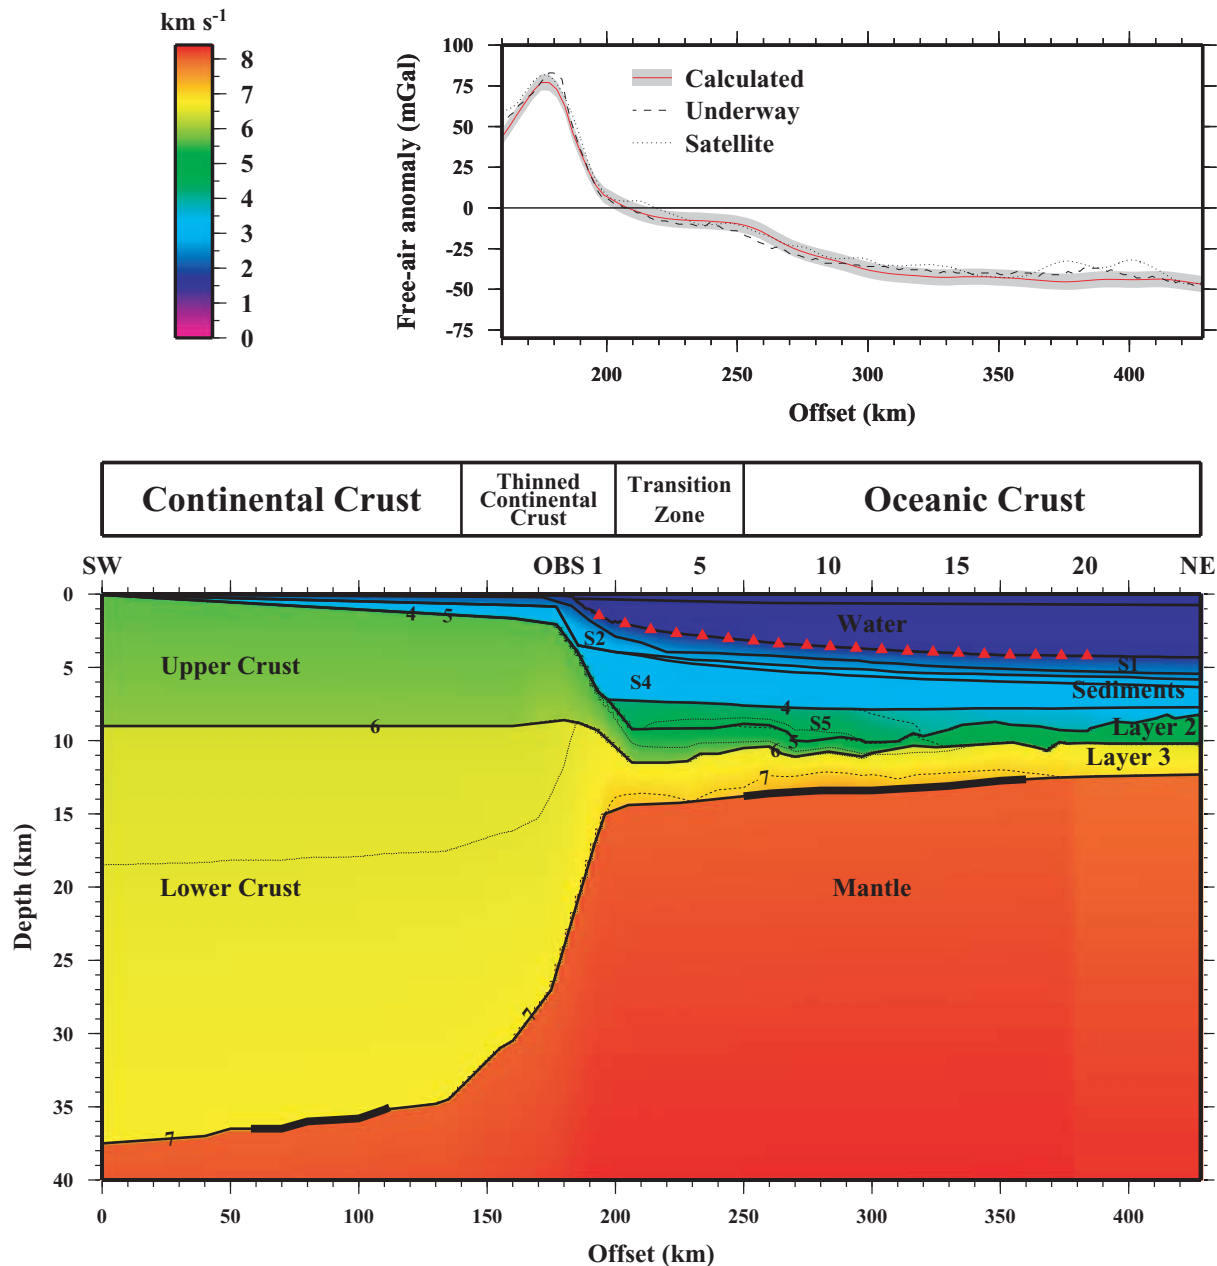 km s-1
8
7
6
5
4
3
2
1
0
Free-air anomaly (mGal)
100
75
50
25
0
-25
-50
-75
Calculated
Underway
Satellite
200 250 300 350 400
Offset (km)
Continental Crust
Thinned
Continental
Crust
Transition
Zone
Oceanic Crust
SW OBS 1 5 10 15 20 NE
Depth (km)
0
5
10
15
20
25
30
35
40
4 5
Water
S2
S1
Upper Crust
S4
Sediments
4
S5
Layer 2
6
5
6
Layer 3
7
Lower Crust
Mantle
7
7
0 50 100 150 200 250 300 350 400
Offset (km)